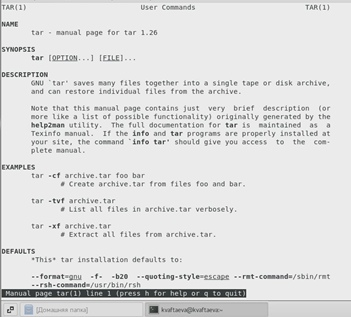 TAR(1) User Commands TAR(1)
NAME
tar - manual page for tar 1.26
SYNOPSIS
tar [OPTION...] [FILE]...
DESCRIPTION
GNU `tar' saves many files together into a single tape or disk archive,
and can restore individual files from the archive.
Note that this manual page contains just very brief description (or
more like a list of possible functionality) originally generated by the
help2man utility. The full documentation for tar is maintained as a
Texinfo manual. If the info and tar programs are properly installed at
your site, the command `info tar' should give you access to the com-
plete manual.
EXAMPLES
tar -cf archive.tar foo bar
# Create archive.tar from files foo and bar.
tar -tvf archive.tar
# List all files in archive.tar verbosely.
tar -xf archive.tar
# Extract all files from archive.tar.
DEFAULTS
*This* tar installation defaults to:
--format=gnu -f- -b20 --quoting-style=escape --rmt-command=/sbin/rmt
--rsh-command=/usr/bin/rsh
Manual page tar(1) line 1 (press h for help or q to quit)
[Домашняя папка] kvaftaeva@kvaftaeva:~